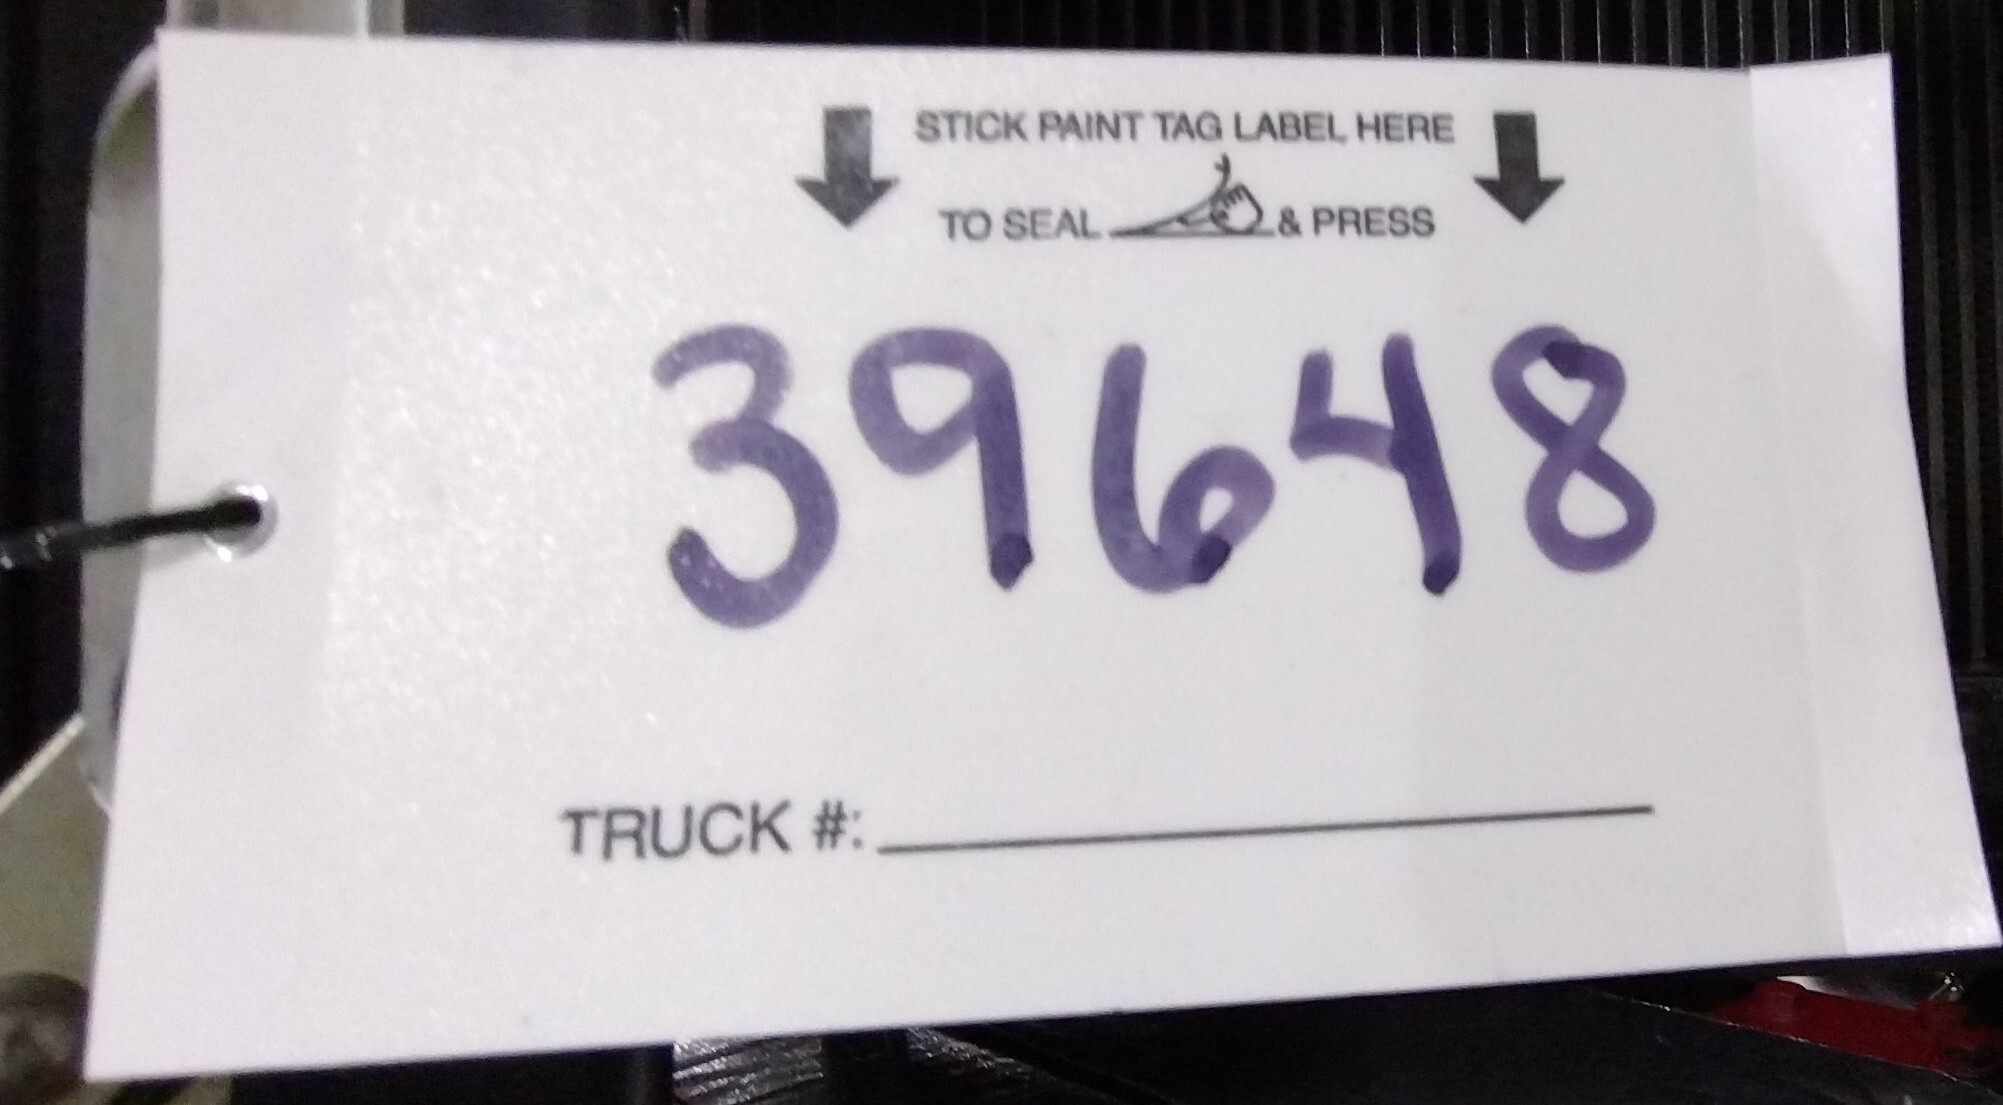 STICK PAINT TAG LABEL HERE
TO SEAL & PRESS
39648
TRUCK #: